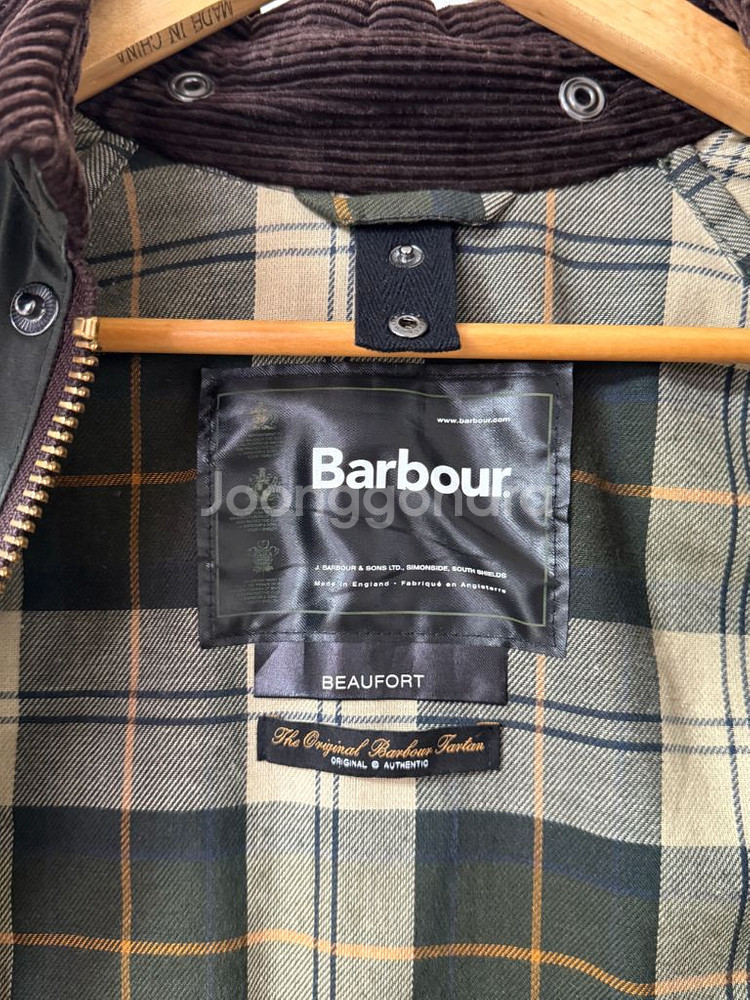 MADE IN CHINA
www.barbour.com
Barbour.
Joonggonara
J. BARBOUR & SONS LTD., SIMONSIDE, SOUTH SHIELDS
Made in England • Fabriqué en Angleterre
BEAUFORT
The Original Barbour Tartan
ORIGINAL © AUTHENTIC